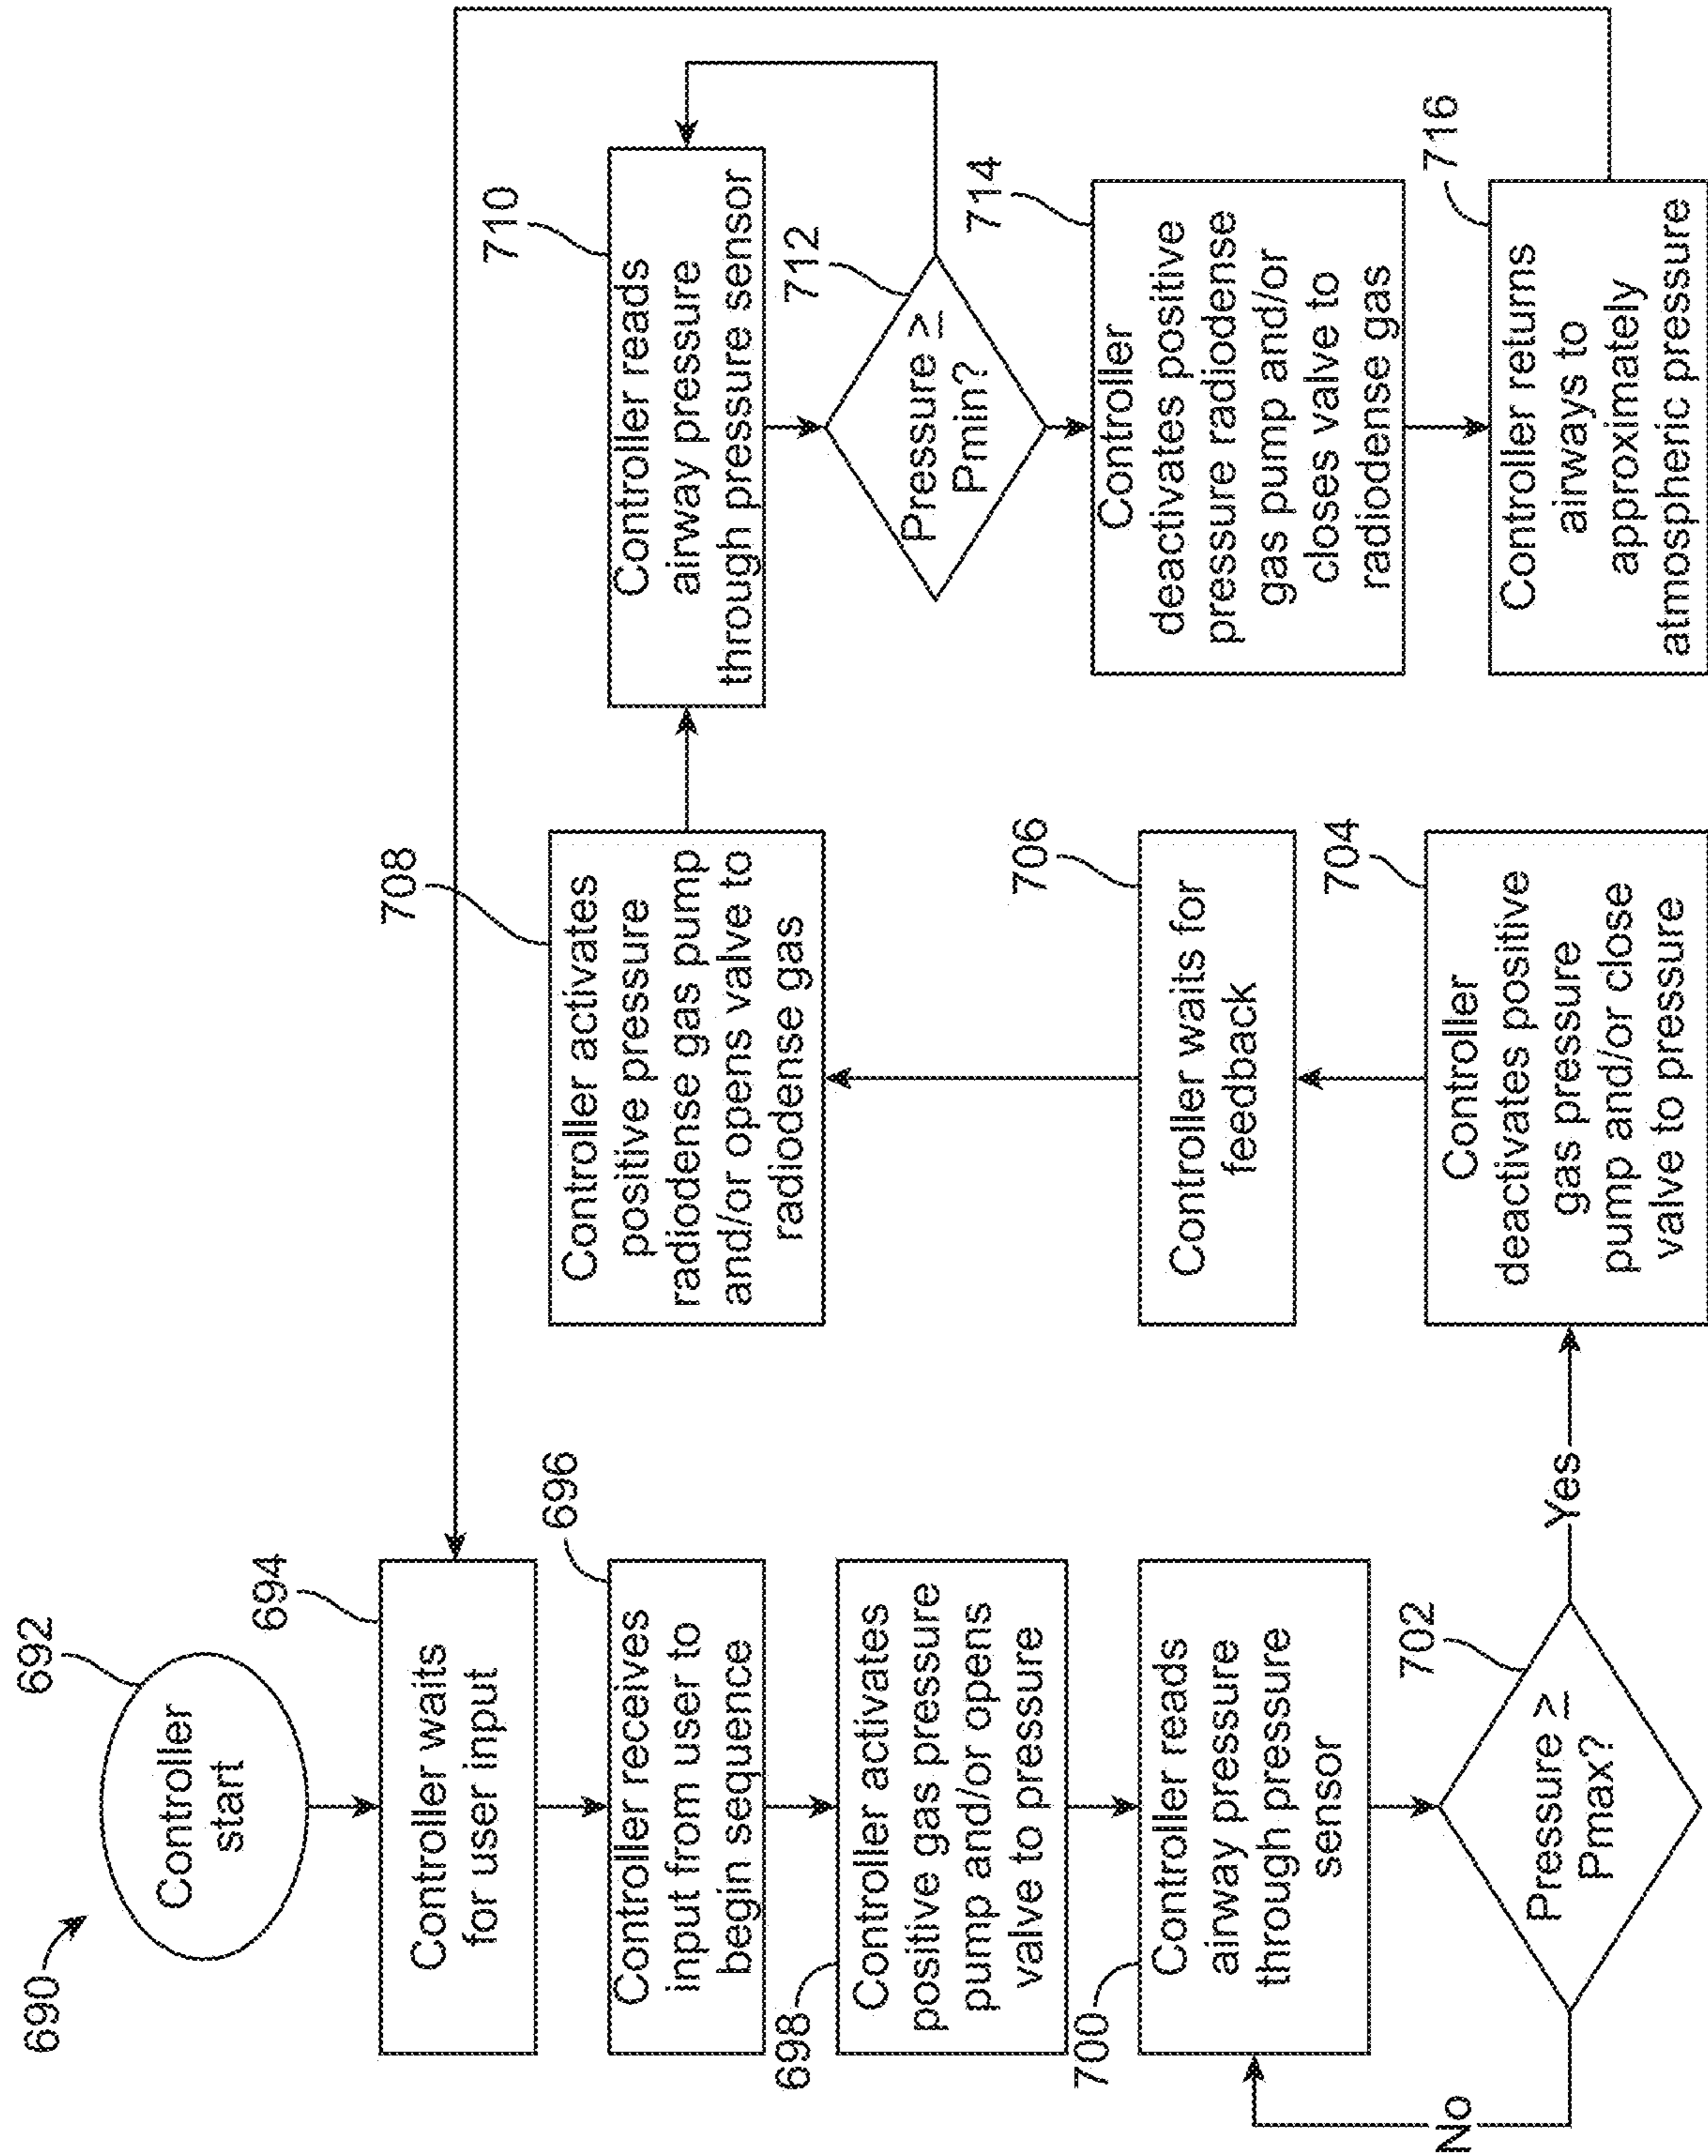 690
692
Controller
start
694
Controller waits
for user input
696
Controller receives
input from user to
begin sequence
698
Controller activates
positive gas pressure
pump and/or opens
valve to pressure
700
Controller reads
airway pressure
through pressure
sensor
702
Pressure ≥
Pmax?
No
Yes
704
Controller
deactivates positive
gas pressure
pump and/or close
valve to pressure
706
Controller waits for
feedback
708
Controller activates
positive pressure
radiodense gas pump
and/or opens valve to
radiodense gas
710
Controller reads
airway pressure
through pressure sensor
712
Pressure ≥
Pmin?
714
Controller
deactivates positive
pressure radiodense
gas pump and/or
closes valve to
radiodense gas
716
Controller returns
airways to
approximately
atmospheric pressure